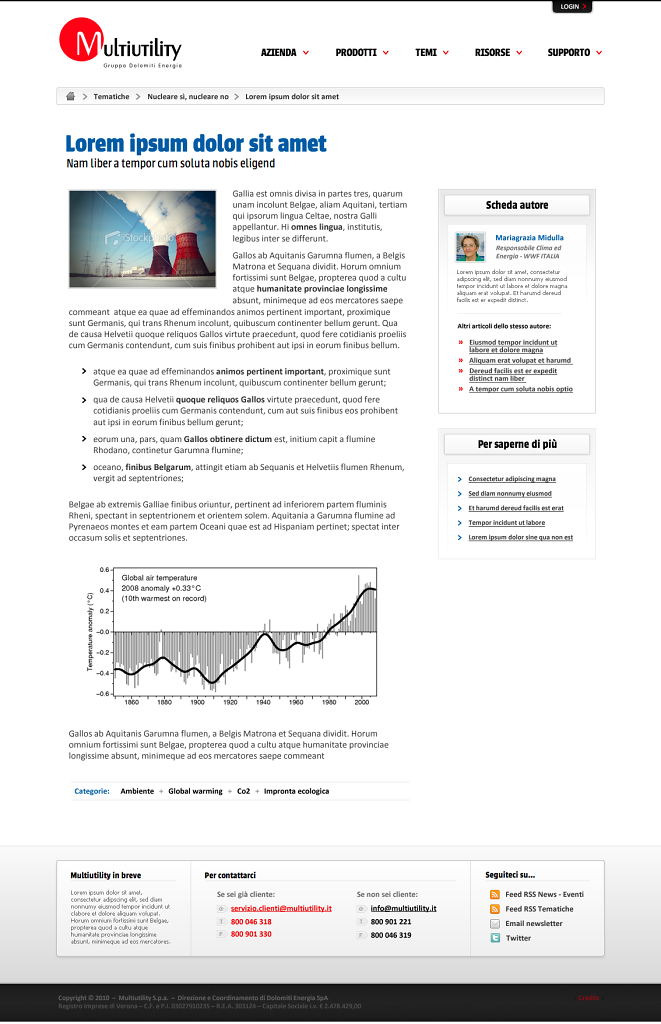 LOGIN
Multiutility
Gruppo Dolomiti Energia
AZIENDA PRODOTTI TEMI RISORSE SUPPORTO
Tematiche > Nucleare si, nucleare no > Lorem ipsum dolor sit amet
Lorem ipsum dolor sit amet
Nam liber a tempor cum soluta nobis eligend
iStockphoto
Gallia est omnis divisa in partes tres, quarum
unam incolunt Belgae, aliam Aquitani, tertiam
qui ipsorum lingua Celtae, nostra Galli
appellantur. Hi omnes lingua, institutis,
legibus inter se differunt.
Gallos ab Aquitanis Garumna flumen, a Belgis
Matrona et Sequana dividit. Horum omnium
fortissimi sunt Belgae, propterea quod a cultu
atque humanitate provinciae longissime
absunt, minimeque ad eos mercatores saepe
commeant atque ea quae ad effeminandos animos pertinent important, proximique
sunt Germanis, qui trans Rhenum incolunt, quibuscum continenter bellum gerunt. Qua
de causa Helvetii quoque reliquos Gallos virtute praecedunt, quod fere cotidianis proeliis
cum Germanis contendunt, cum suis finibus prohibent aut ipsi in eorum finibus bellum.
atque ea quae ad effeminandos animos pertinent important, proximique sunt
Germanis, qui trans Rhenum incolunt, quibuscum continenter bellum gerunt;
qua de causa Helvetii quoque reliquos Gallos virtute praecedunt, quod fere
cotidianis proeliis cum Germanis contendunt, cum aut suis finibus eos prohibent
aut ipsi in eorum finibus bellum gerunt;
eorum una, pars, quam Gallos obtinere dictum est, initium capit a flumine
Rhodano, continetur Garumna flumine;
oceano, finibus Belgarum, attingit etiam ab Sequanis et Helvetiis flumen Rhenum,
vergit ad septentriones;
Belgae ab extremis Galliae finibus oriuntur, pertinent ad inferiorem partem fluminis
Rheni, spectant in septentrionem et orientem solem. Aquitania a Garumna flumine ad
Pyrenaeos montes et eam partem Oceani quae est ad Hispaniam pertinet; spectat inter
occasum solis et septentriones.
Global air temperature
2008 anomaly +0.33°C
(10th warmest on record)
Temperature anomaly (°C)
0.6
0.4
0.2
−0.0
−0.2
−0.4
−0.6
1860 1880 1900 1920 1940 1960 1980 2000
Gallos ab Aquitanis Garumna flumen, a Belgis Matrona et Sequana dividit. Horum
omnium fortissimi sunt Belgae, propterea quod a cultu atque humanitate provinciae
longissime absunt, minimeque ad eos mercatores saepe commeant
Categorie: Ambiente + Global warming + Co2 + Impronta ecologica
Scheda autore
Mariagrazia Midulla
Responsabile Clima ed
Energia - WWF ITALIA
Lorem ipsum dolor sit amet, consectetur
adipiscing elit, sed diam nonnumy eiusmod
tempor incidunt ut labore et dolore magna
aliquam erat volupat. Et harumd dereud
facilis est er expedit distinct.
Altri articoli dello stesso autore:
Eiusmod tempor incidunt ut
labore et dolore magna
Aliquam erat volupat et harumd
Dereud facilis est er expedit
distinct nam liber
A tempor cum soluta nobis optio
Per saperne di più
Consectetur adipiscing magna
Sed diam nonnumy eiusmod
Et harumd dereud facilis est erat
Tempor incidunt ut labore
Lorem ipsum dolor sine qua non est
Multiutility in breve
Lorem ipsum dolor sit amet,
consectetur adipiscing elit, sed diam
nonnumy eiusmod tempor incidunt ut
labore et dolore aliquam volupat.
Horum omnium fortissimi sunt Belgae,
propterea quod a cultu atque
humanitate provinciae longissime
absunt, minimeque ad eos mercatores.
Per contattarci
Se sei già cliente:
servizio.clienti@multiutility.it
800 046 318
800 901 330
Se non sei cliente:
info@multiutility.it
800 901 221
800 046 319
Seguiteci su...
Feed RSS News - Eventi
Feed RSS Tematiche
Email newsletter
Twitter
Copyright © 2010 – Multiutility S.p.a. – Direzione e Coordinamento di Dolomiti Energia SpA
Registro Imprese di Verona – C.F. e P.I. 03027910235 – R.E.A. 303124 – Capitale Sociale i.v. € 2.478.429,00
Credits